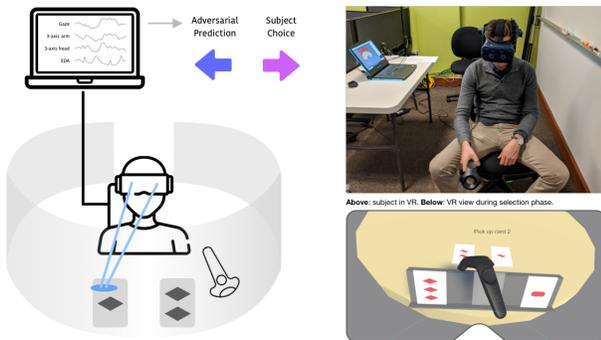 Gaze
3-axis arm
3-axis head
EDA
Adversarial
Prediction
Subject
Choice
Above: subject in VR. Below: VR view during selection phase.
Pick up card 2